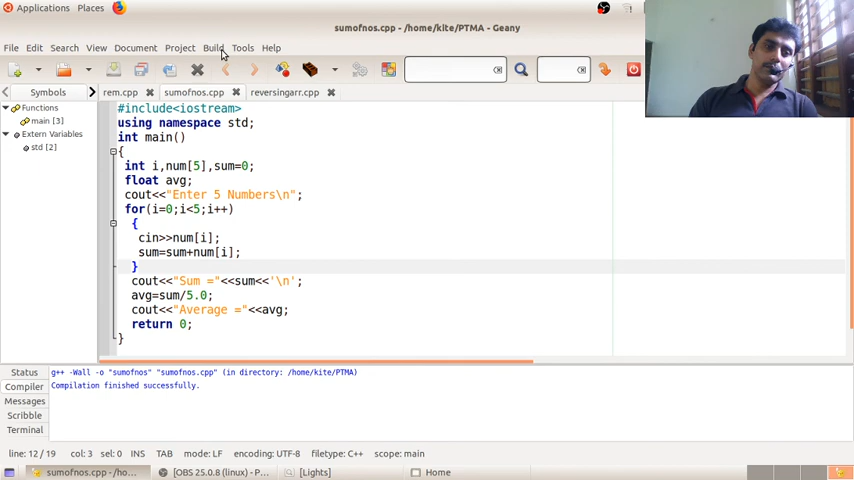 Applications Places
sumofnos.cpp - /home/kite/PTMA - Geany
File Edit Search View Document Project Build Tools Help
Symbols
rem.cpp sumofnos.cpp reversingarr.cpp
Functions
main [3]
Extern Variables
std [2]
#include<iostream>
using namespace std;
int main()
{
int i,num[5],sum=0;
float avg;
cout<<"Enter 5 Numbers\n";
for(i=0;i<5;i++)
{
cin>>num[i];
sum=sum+num[i];
}
cout<<"Sum ="<<sum<<'\n';
avg=sum/5.0;
cout<<"Average ="<<avg;
return 0;
}
Status
Compiler
Messages
Scribble
Terminal
g++ -Wall -o "sumofnos" "sumofnos.cpp" (in directory: /home/kite/PTMA)
Compilation finished successfully.
line: 12 / 19 col: 3 sel: 0 INS TAB mode: LF encoding: UTF-8 filetype: C++ scope: main
sumofnos.cpp - /ho... [OBS 25.0.8 (linux) - P... [Lights] Home